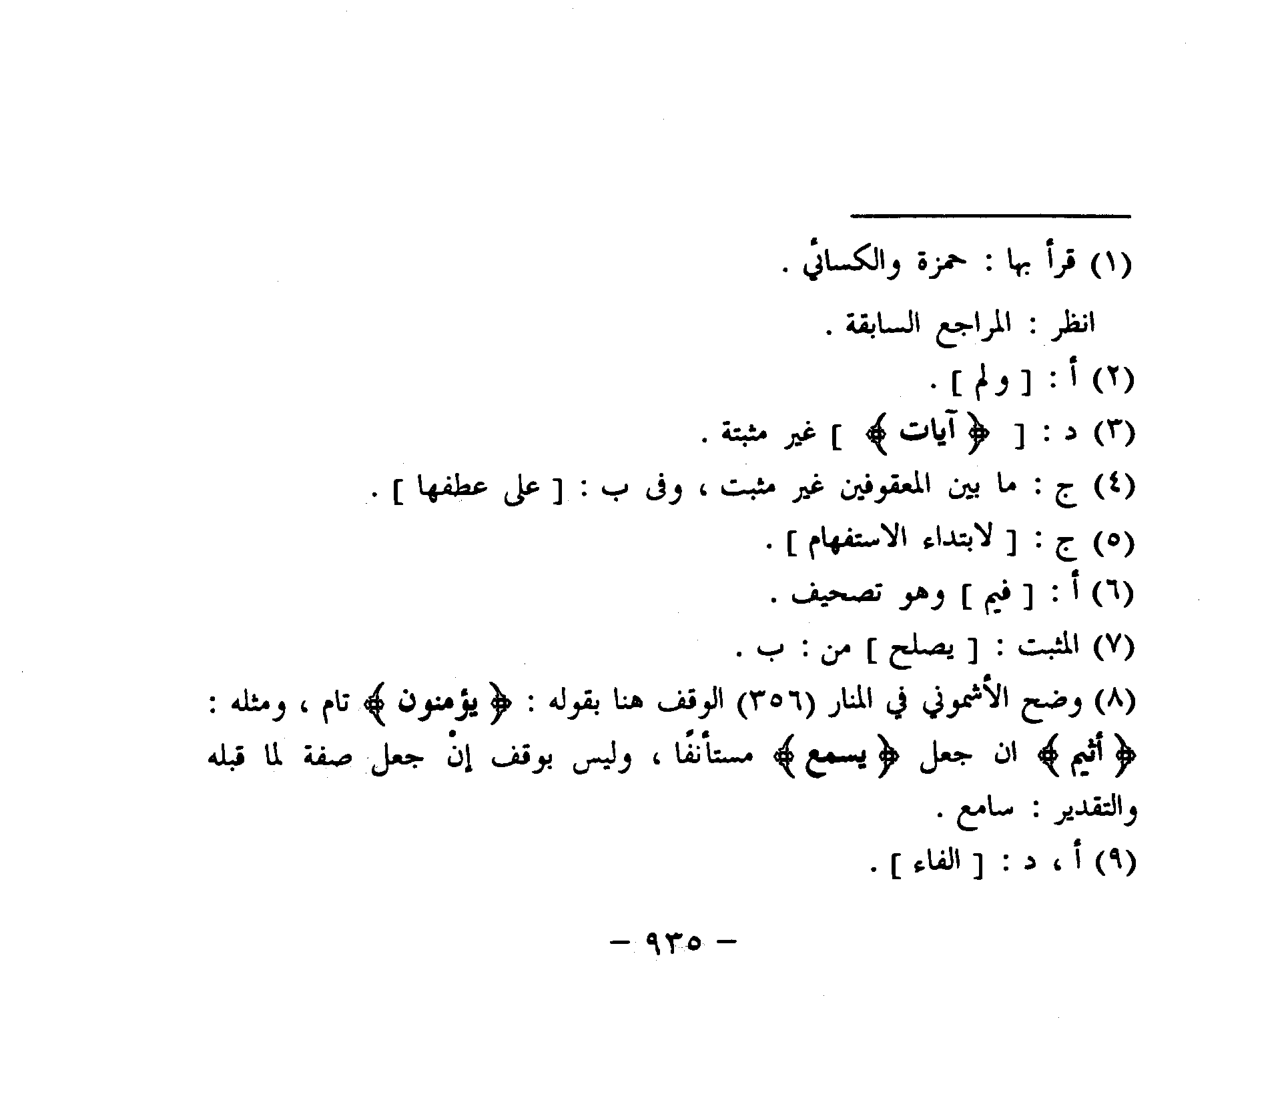 (١) قرأ بها : حمزة والكسائي .
انظر : المراجع السابقة .
(٢) أ : [ ولم ] .
(٣) د : [ ﴿ آيات ﴾ ] غير مثبتة .
(٤) ج : ما بين المعقوفين غير مثبت ، وفى ب : [ على عطفها ] .
(٥) ج : [ لابتداء الاستفهام ] .
(٦) أ : [ فيم ] وهو تصحيف .
(٧) المثبت : [ يصلح ] من : ب .
(٨) وضح الأشموني في المنار (٣٥٦) الوقف هنا بقوله : ﴿ يؤمنون ﴾ تام ، ومثله :
﴿ أثيم ﴾ ان جعل ﴿ يسمع ﴾ مستأنفًا ، وليس بوقف إنْ جعل صفة لما قبله
والتقدير : سامع .
(٩) أ ، د : [ الفاء ] .
– ٩٣٥ –